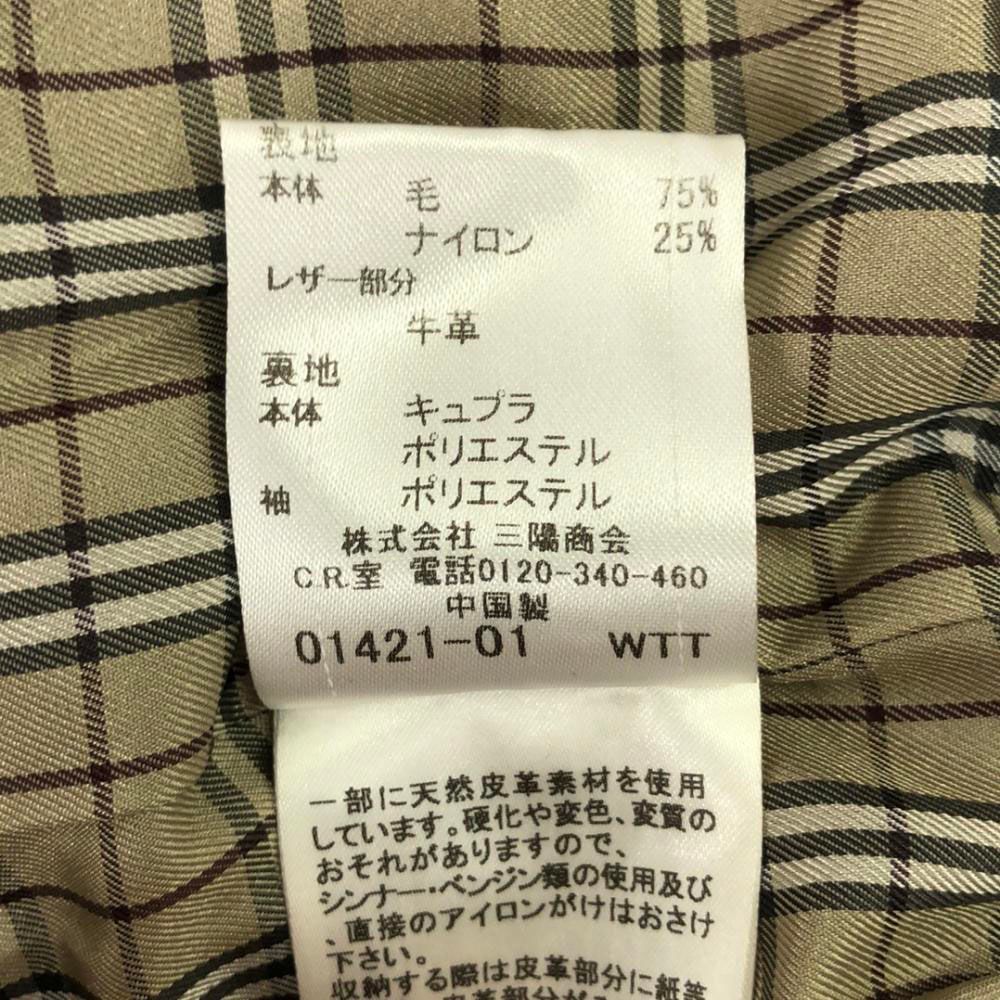 表地
本体 毛 75%
ナイロン 25%
レザー部分
牛革
裏地
本体 キュプラ
ポリエステル
袖 ポリエステル
株式会社 三陽商会
C.R.室 電話0120-340-460
中国製
01421-01 WTT
一部に天然皮革素材を使用
しています。硬化や変色、変質の
おそれがありますので、
シンナー・ベンジン類の使用及び
、直接のアイロンがけはおさけ
下さい。
収納する際は皮革部分に紙等
皮革部分が